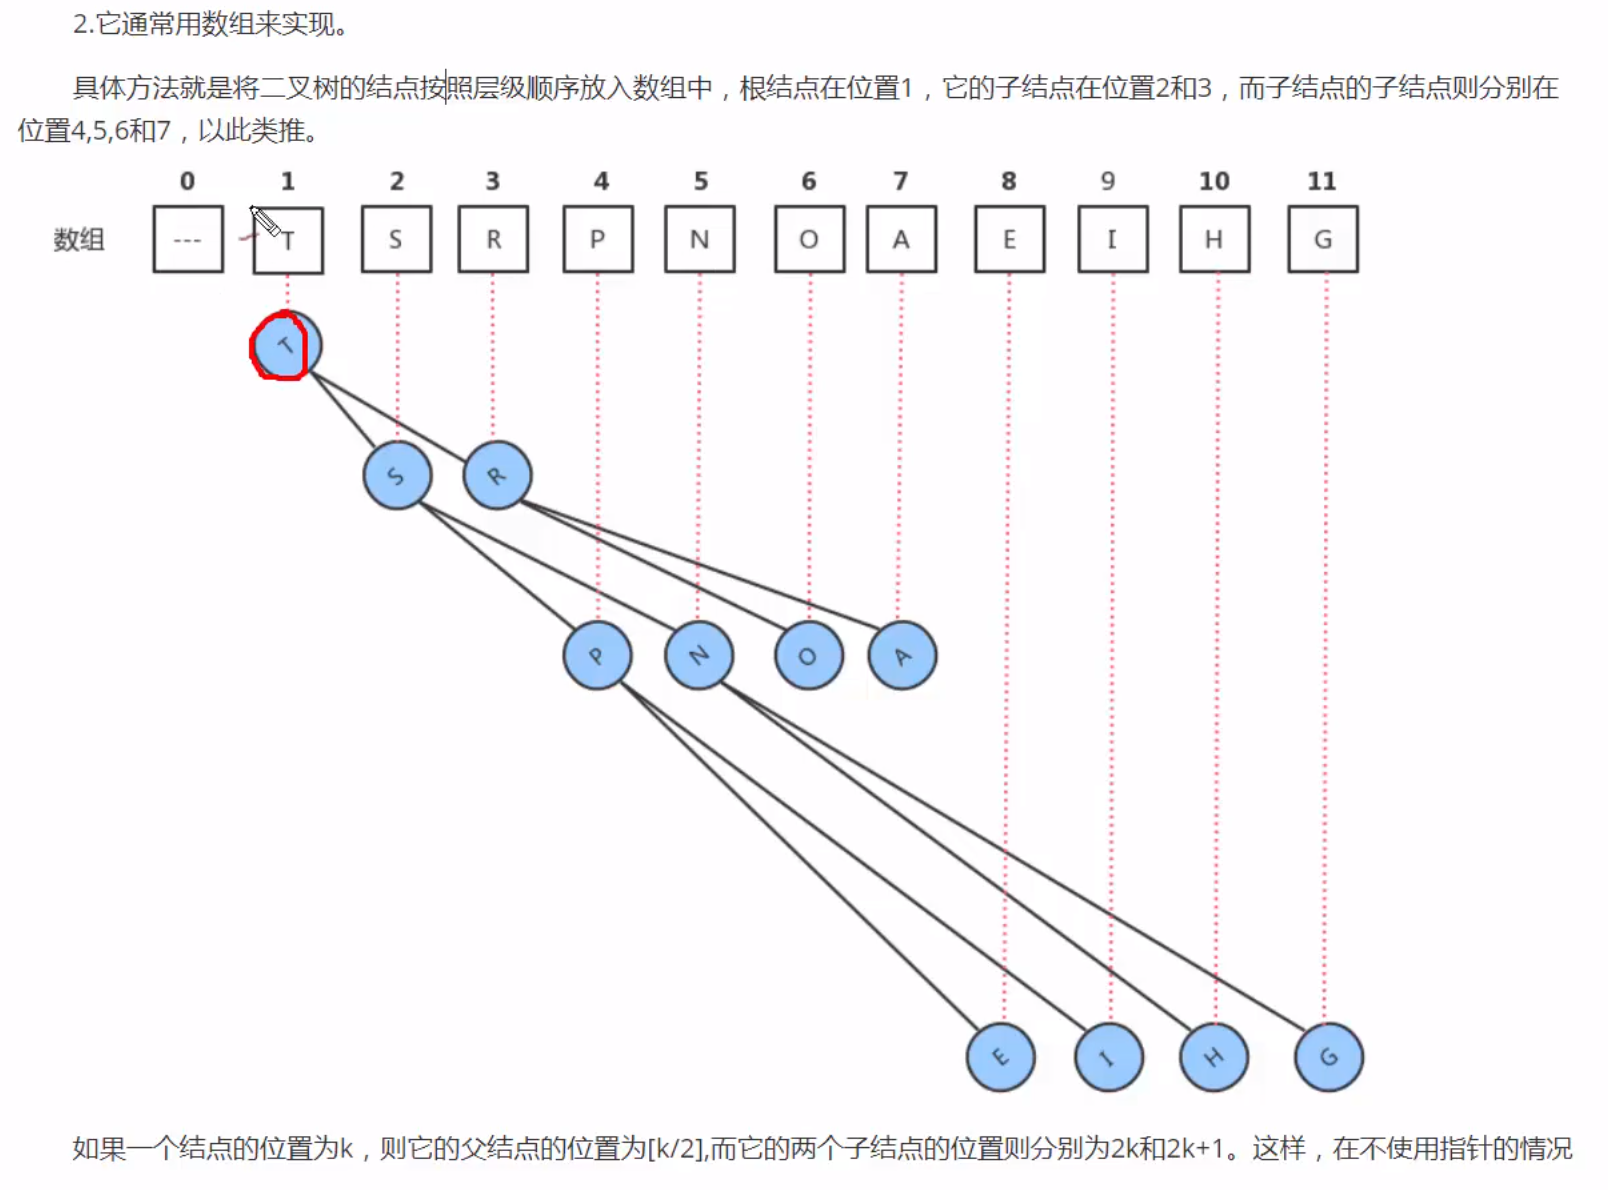 2.它通常用数组来实现。
具体方法就是将二叉树的结点按照层级顺序放入数组中，根结点在位置1，它的子结点在位置2和3，而子结点的子结点则分别在
位置4,5,6和7，以此类推。
0 1 2 3 4 5 6 7 8 9 10 11
数组 --- T S R P N O A E I H G
T
S R
P N O A
E I H G
如果一个结点的位置为k，则它的父结点的位置为[k/2],而它的两个子结点的位置则分别为2k和2k+1。这样，在不使用指针的情况